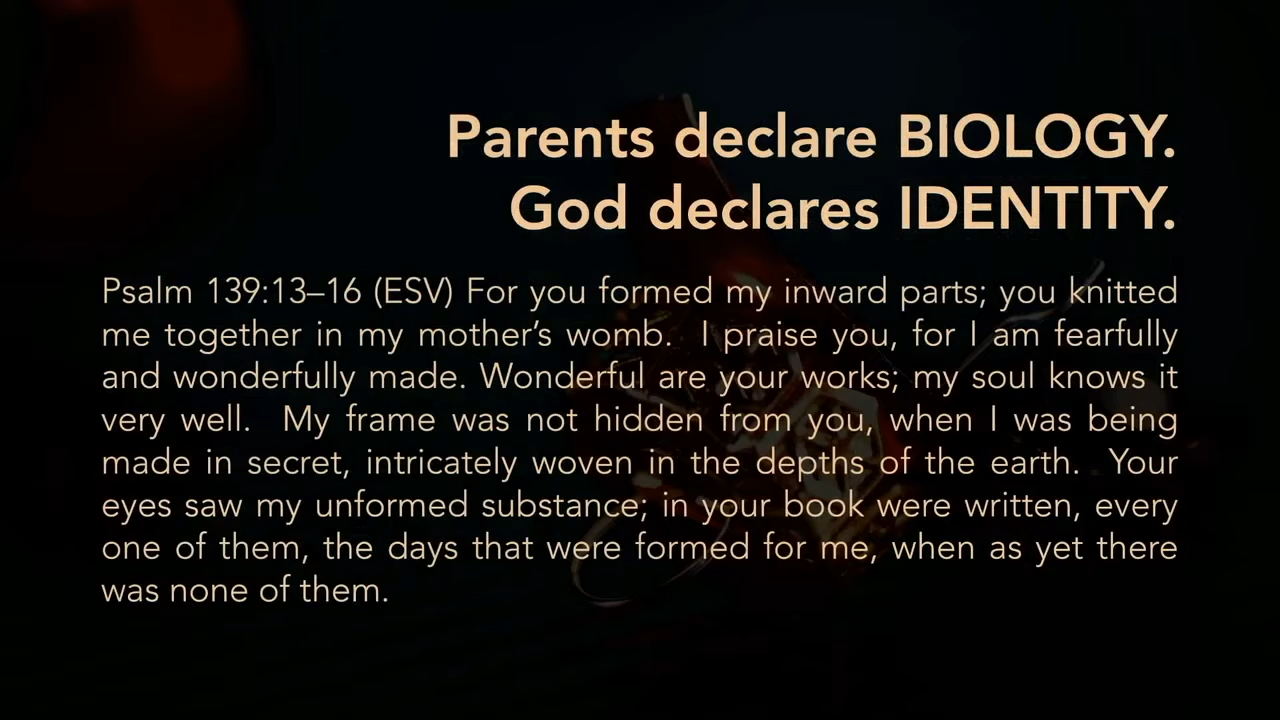 Parents declare BIOLOGY.
God declares IDENTITY.
Psalm 139:13–16 (ESV) For you formed my inward parts; you knitted
me together in my mother’s womb.  I praise you, for I am fearfully
and wonderfully made. Wonderful are your works; my soul knows it
very well.  My frame was not hidden from you, when I was being
made in secret, intricately woven in the depths of the earth.  Your
eyes saw my unformed substance; in your book were written, every
one of them, the days that were formed for me, when as yet there
was none of them.